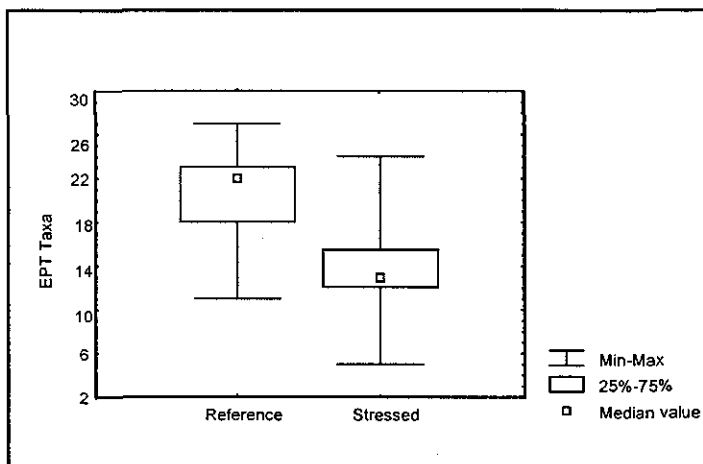 30
26
22
18
14
10
6
2
EPT Taxa
Reference Stressed
Min-Max
25%-75%
Median value